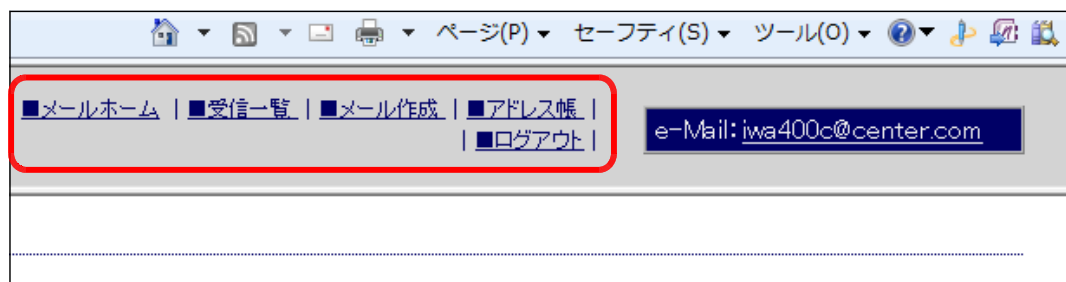 ページ(P) セーフティ(S) ツール(O)
■メールホーム | ■受信一覧 | ■メール作成 | ■アドレス帳 |
| ■ログアウト |
e-Mail: iwa400c@center.com